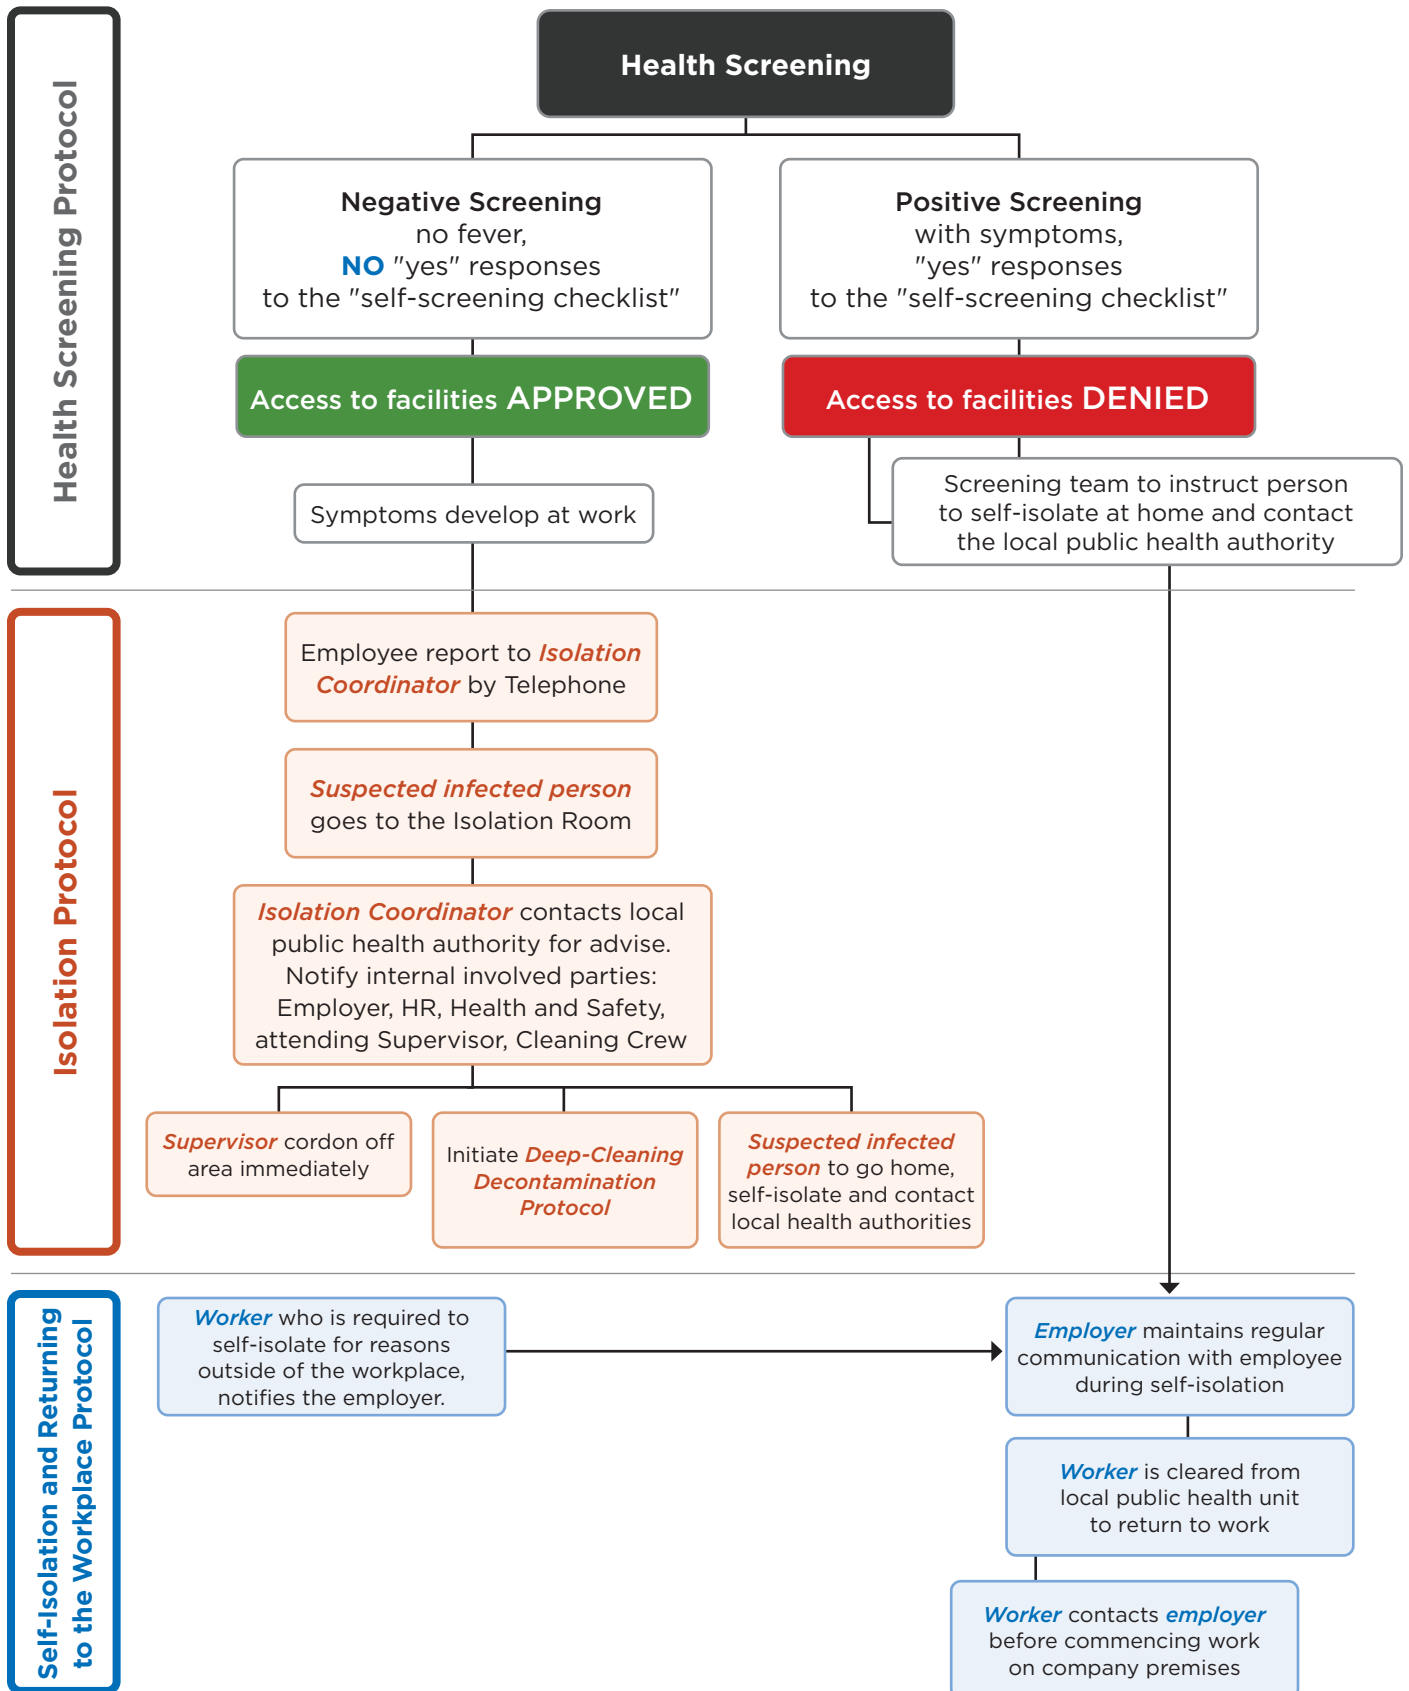 Health Screening Protocol
Health Screening
Negative Screening
no fever,
NO "yes" responses
to the "self-screening checklist"
Positive Screening
with symptoms,
"yes" responses
to the "self-screening checklist"
Access to facilities APPROVED
Access to facilities DENIED
Symptoms develop at work
Screening team to instruct person
to self-isolate at home and contact
the local public health authority
Isolation Protocol
Employee report to Isolation
Coordinator by Telephone
Suspected infected person
goes to the Isolation Room
Isolation Coordinator contacts local
public health authority for advise.
Notify internal involved parties:
Employer, HR, Health and Safety,
attending Supervisor, Cleaning Crew
Supervisor cordon off
area immediately
Initiate Deep-Cleaning
Decontamination
Protocol
Suspected infected
person to go home,
self-isolate and contact
local health authorities
Self-Isolation and Returning
to the Workplace Protocol
Worker who is required to
self-isolate for reasons
outside of the workplace,
notifies the employer.
Employer maintains regular
communication with employee
during self-isolation
Worker is cleared from
local public health unit
to return to work
Worker contacts employer
before commencing work
on company premises